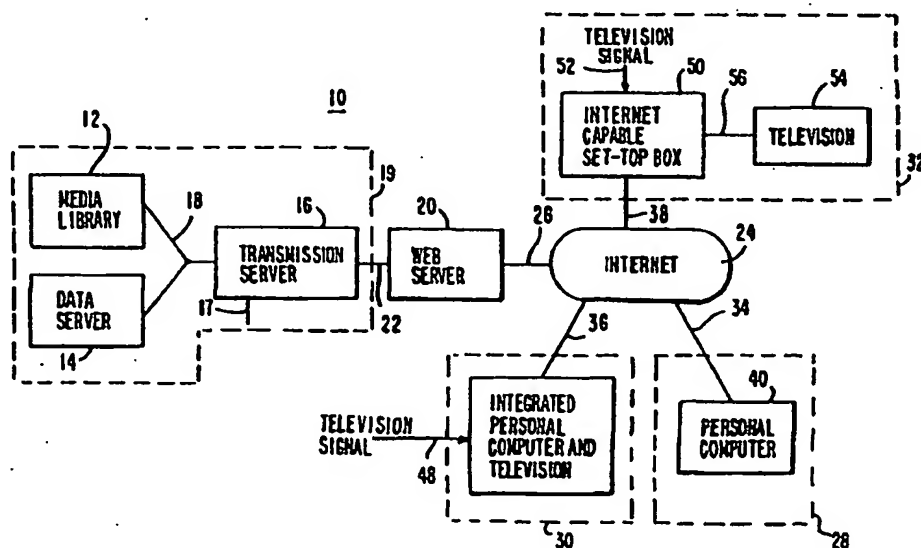 TELEVISION
SIGNAL
52
50
56
54
10
INTERNET
CAPABLE
SET-TOP BOX
TELEVISION
32
12
19
MEDIA
LIBRARY
18
16
20
38
24
TRANSMISSION
SERVER
WEB
SERVER
26
INTERNET
DATA
SERVER
17
22
14
36
34
40
TELEVISION
SIGNAL
48
INTEGRATED
PERSONAL
COMPUTER AND
TELEVISION
PERSONAL
COMPUTER
30
28